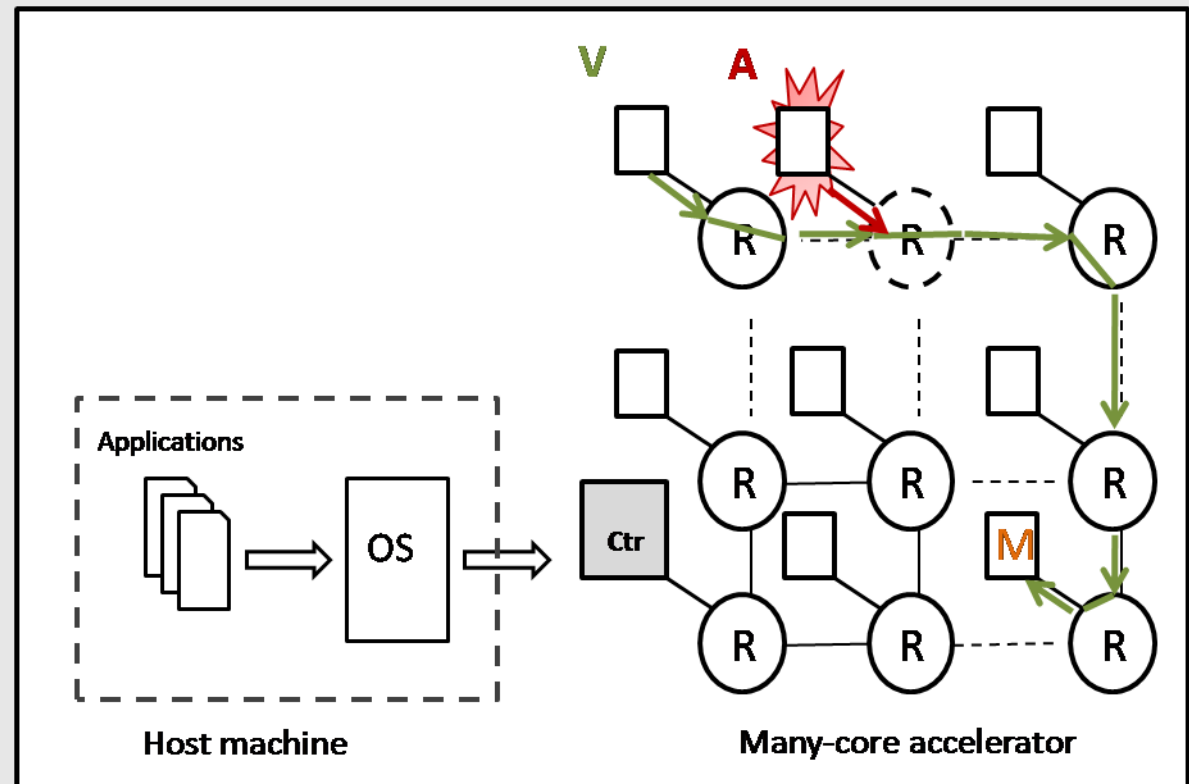 V A
R R R
Applications
R R R
OS
Ctr
M
R R R
Host machine
Many-core accelerator